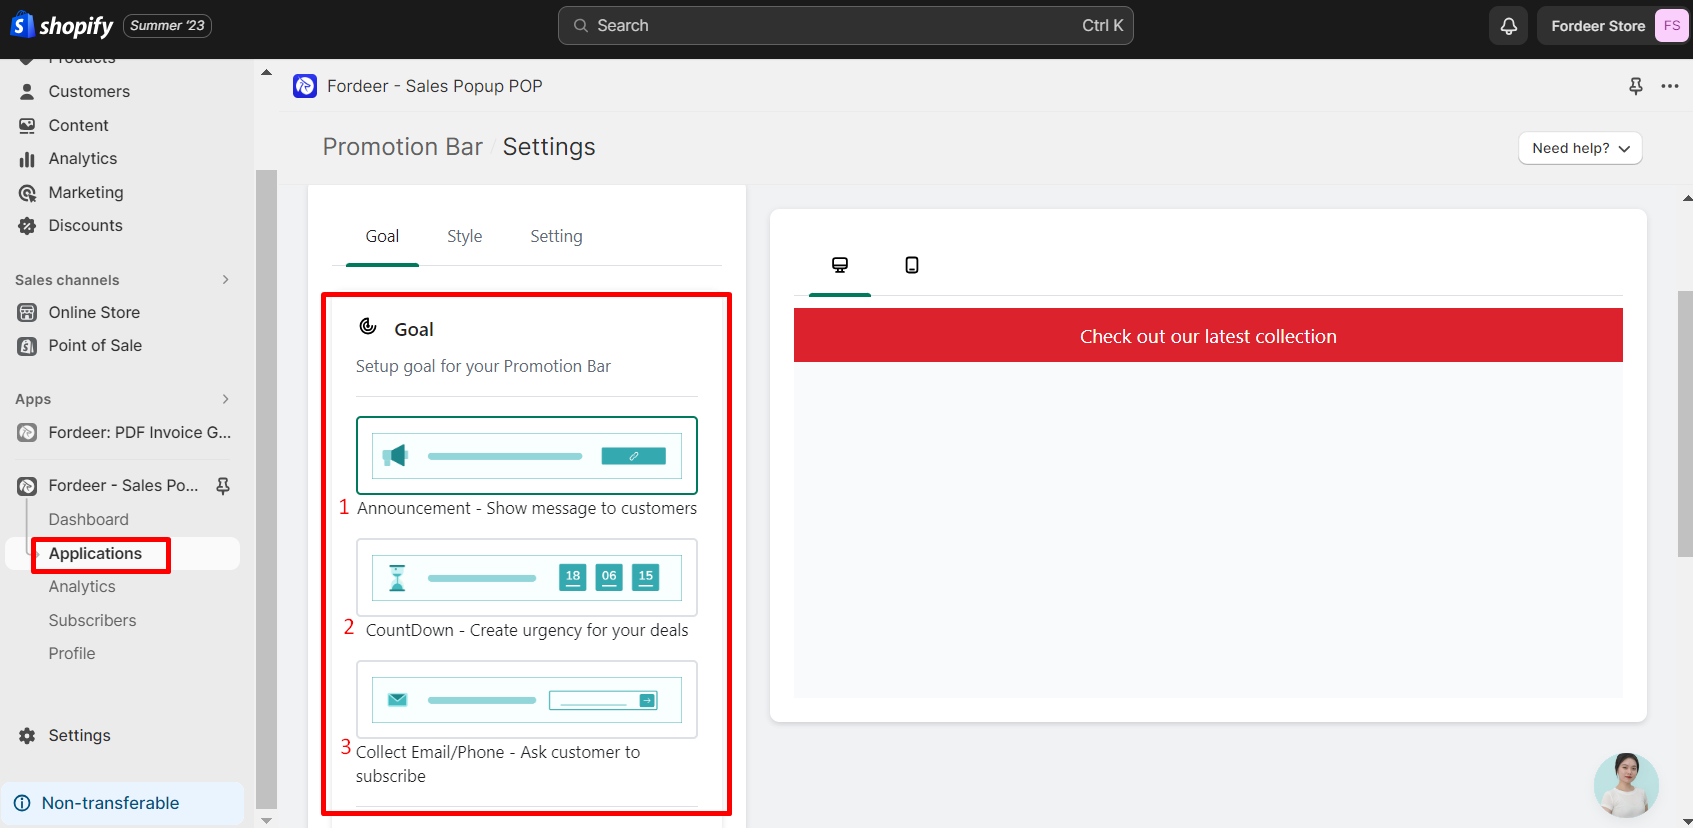 shopify Summer '23
Search Ctrl K
Fordeer Store FS
Products
Customers
Content
Analytics
Marketing
Discounts
Sales channels
Online Store
Point of Sale
Apps
Fordeer: PDF Invoice G...
Fordeer - Sales Po...
Dashboard
Applications
Analytics
Subscribers
Profile
Settings
Non-transferable
Fordeer - Sales Popup POP
Promotion Bar / Settings
Need help?
Goal Style Setting
Goal
Setup goal for your Promotion Bar
1 Announcement - Show message to customers
18 06 15
2 CountDown - Create urgency for your deals
3 Collect Email/Phone - Ask customer to
subscribe
Check out our latest collection